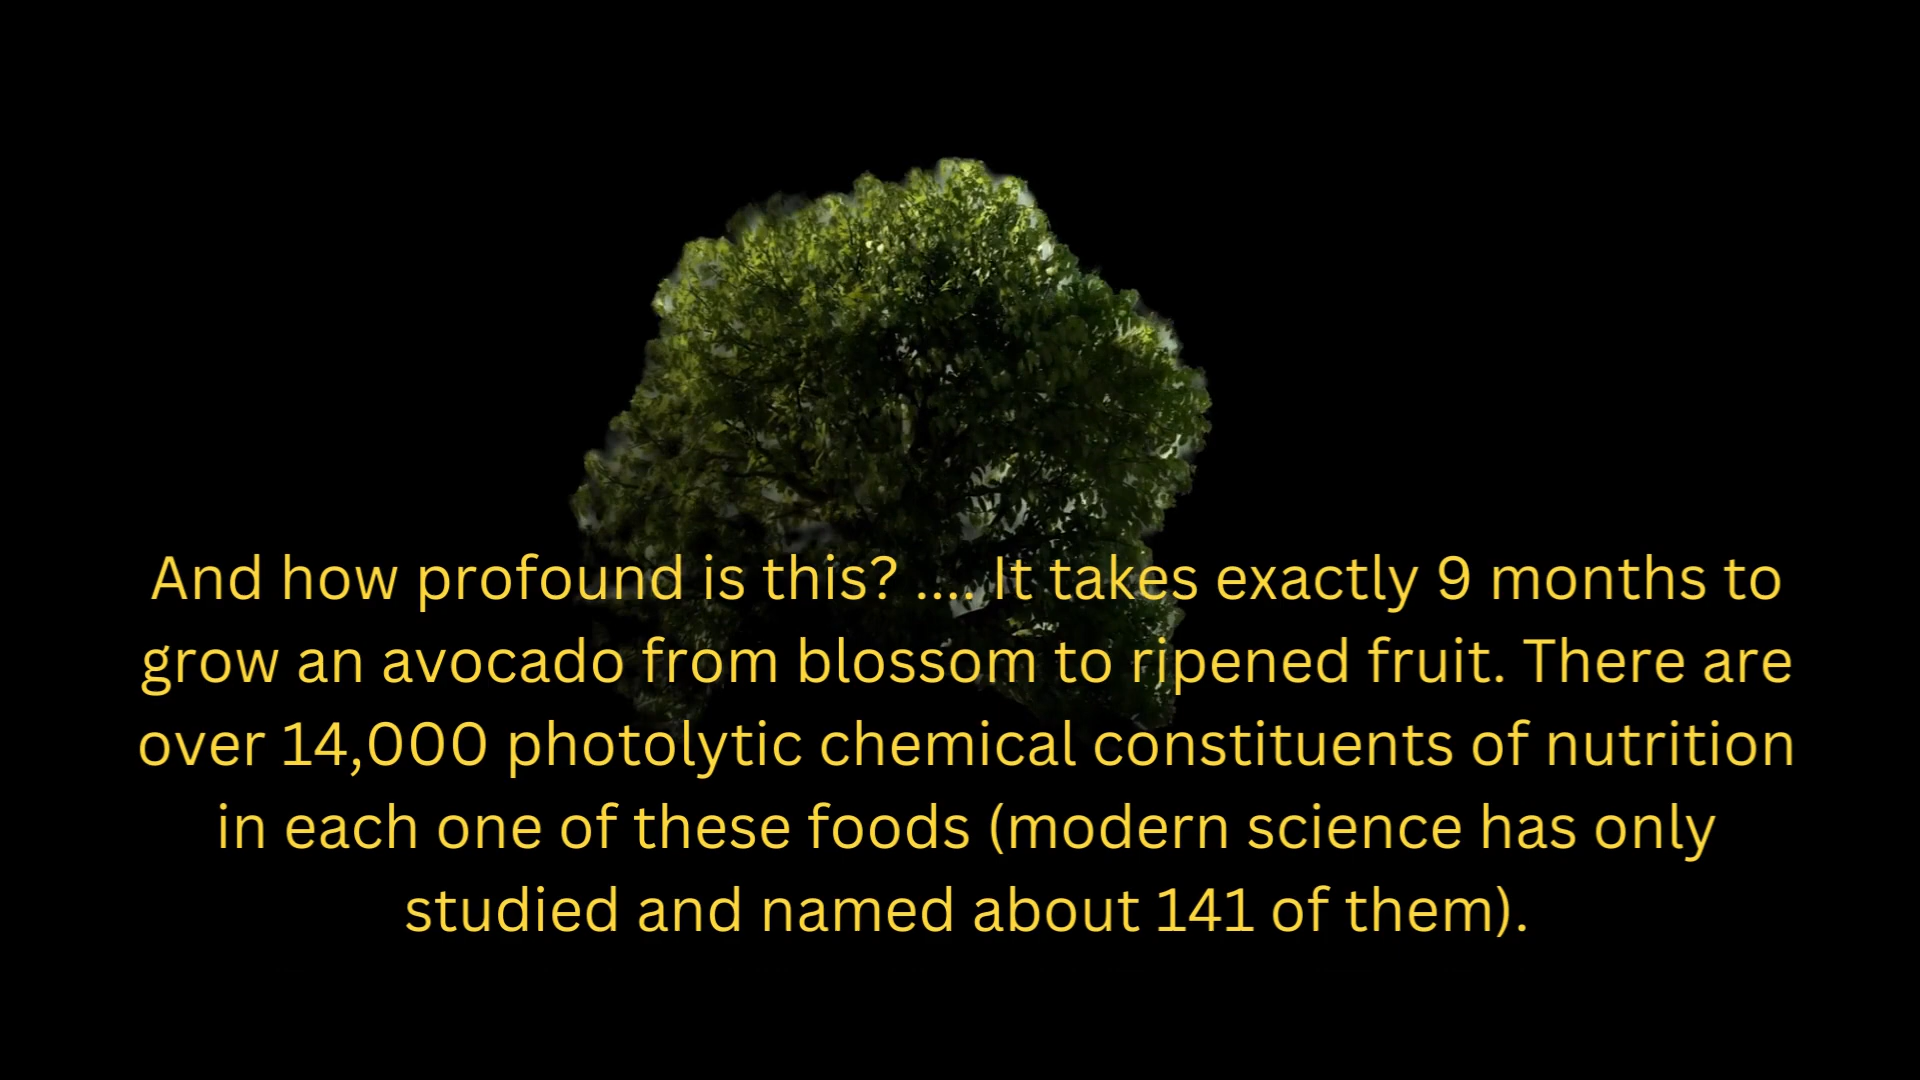 And how profound is this? .... It takes exactly 9 months to
grow an avocado from blossom to ripened fruit. There are
over 14,000 photolytic chemical constituents of nutrition
in each one of these foods (modern science has only
studied and named about 141 of them).